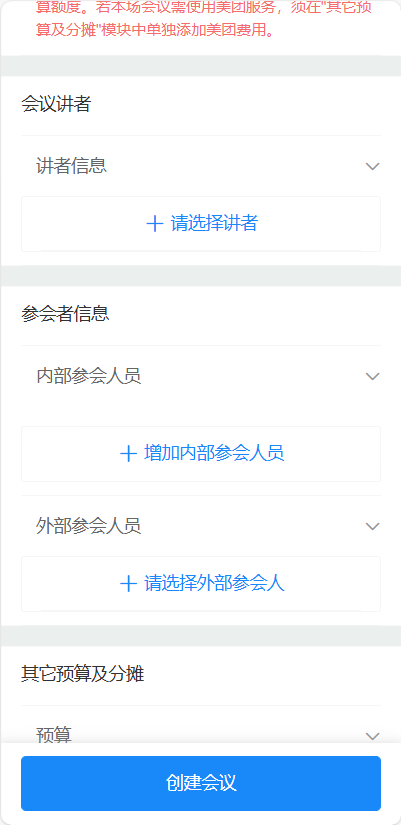 算额度。若本场会议需使用美团服务，须在"其它预
算及分摊"模块中单独添加美团费用。
会议讲者
讲者信息
请选择讲者
参会者信息
内部参会人员
增加内部参会人员
外部参会人员
请选择外部参会人
其它预算及分摊
预算
创建会议